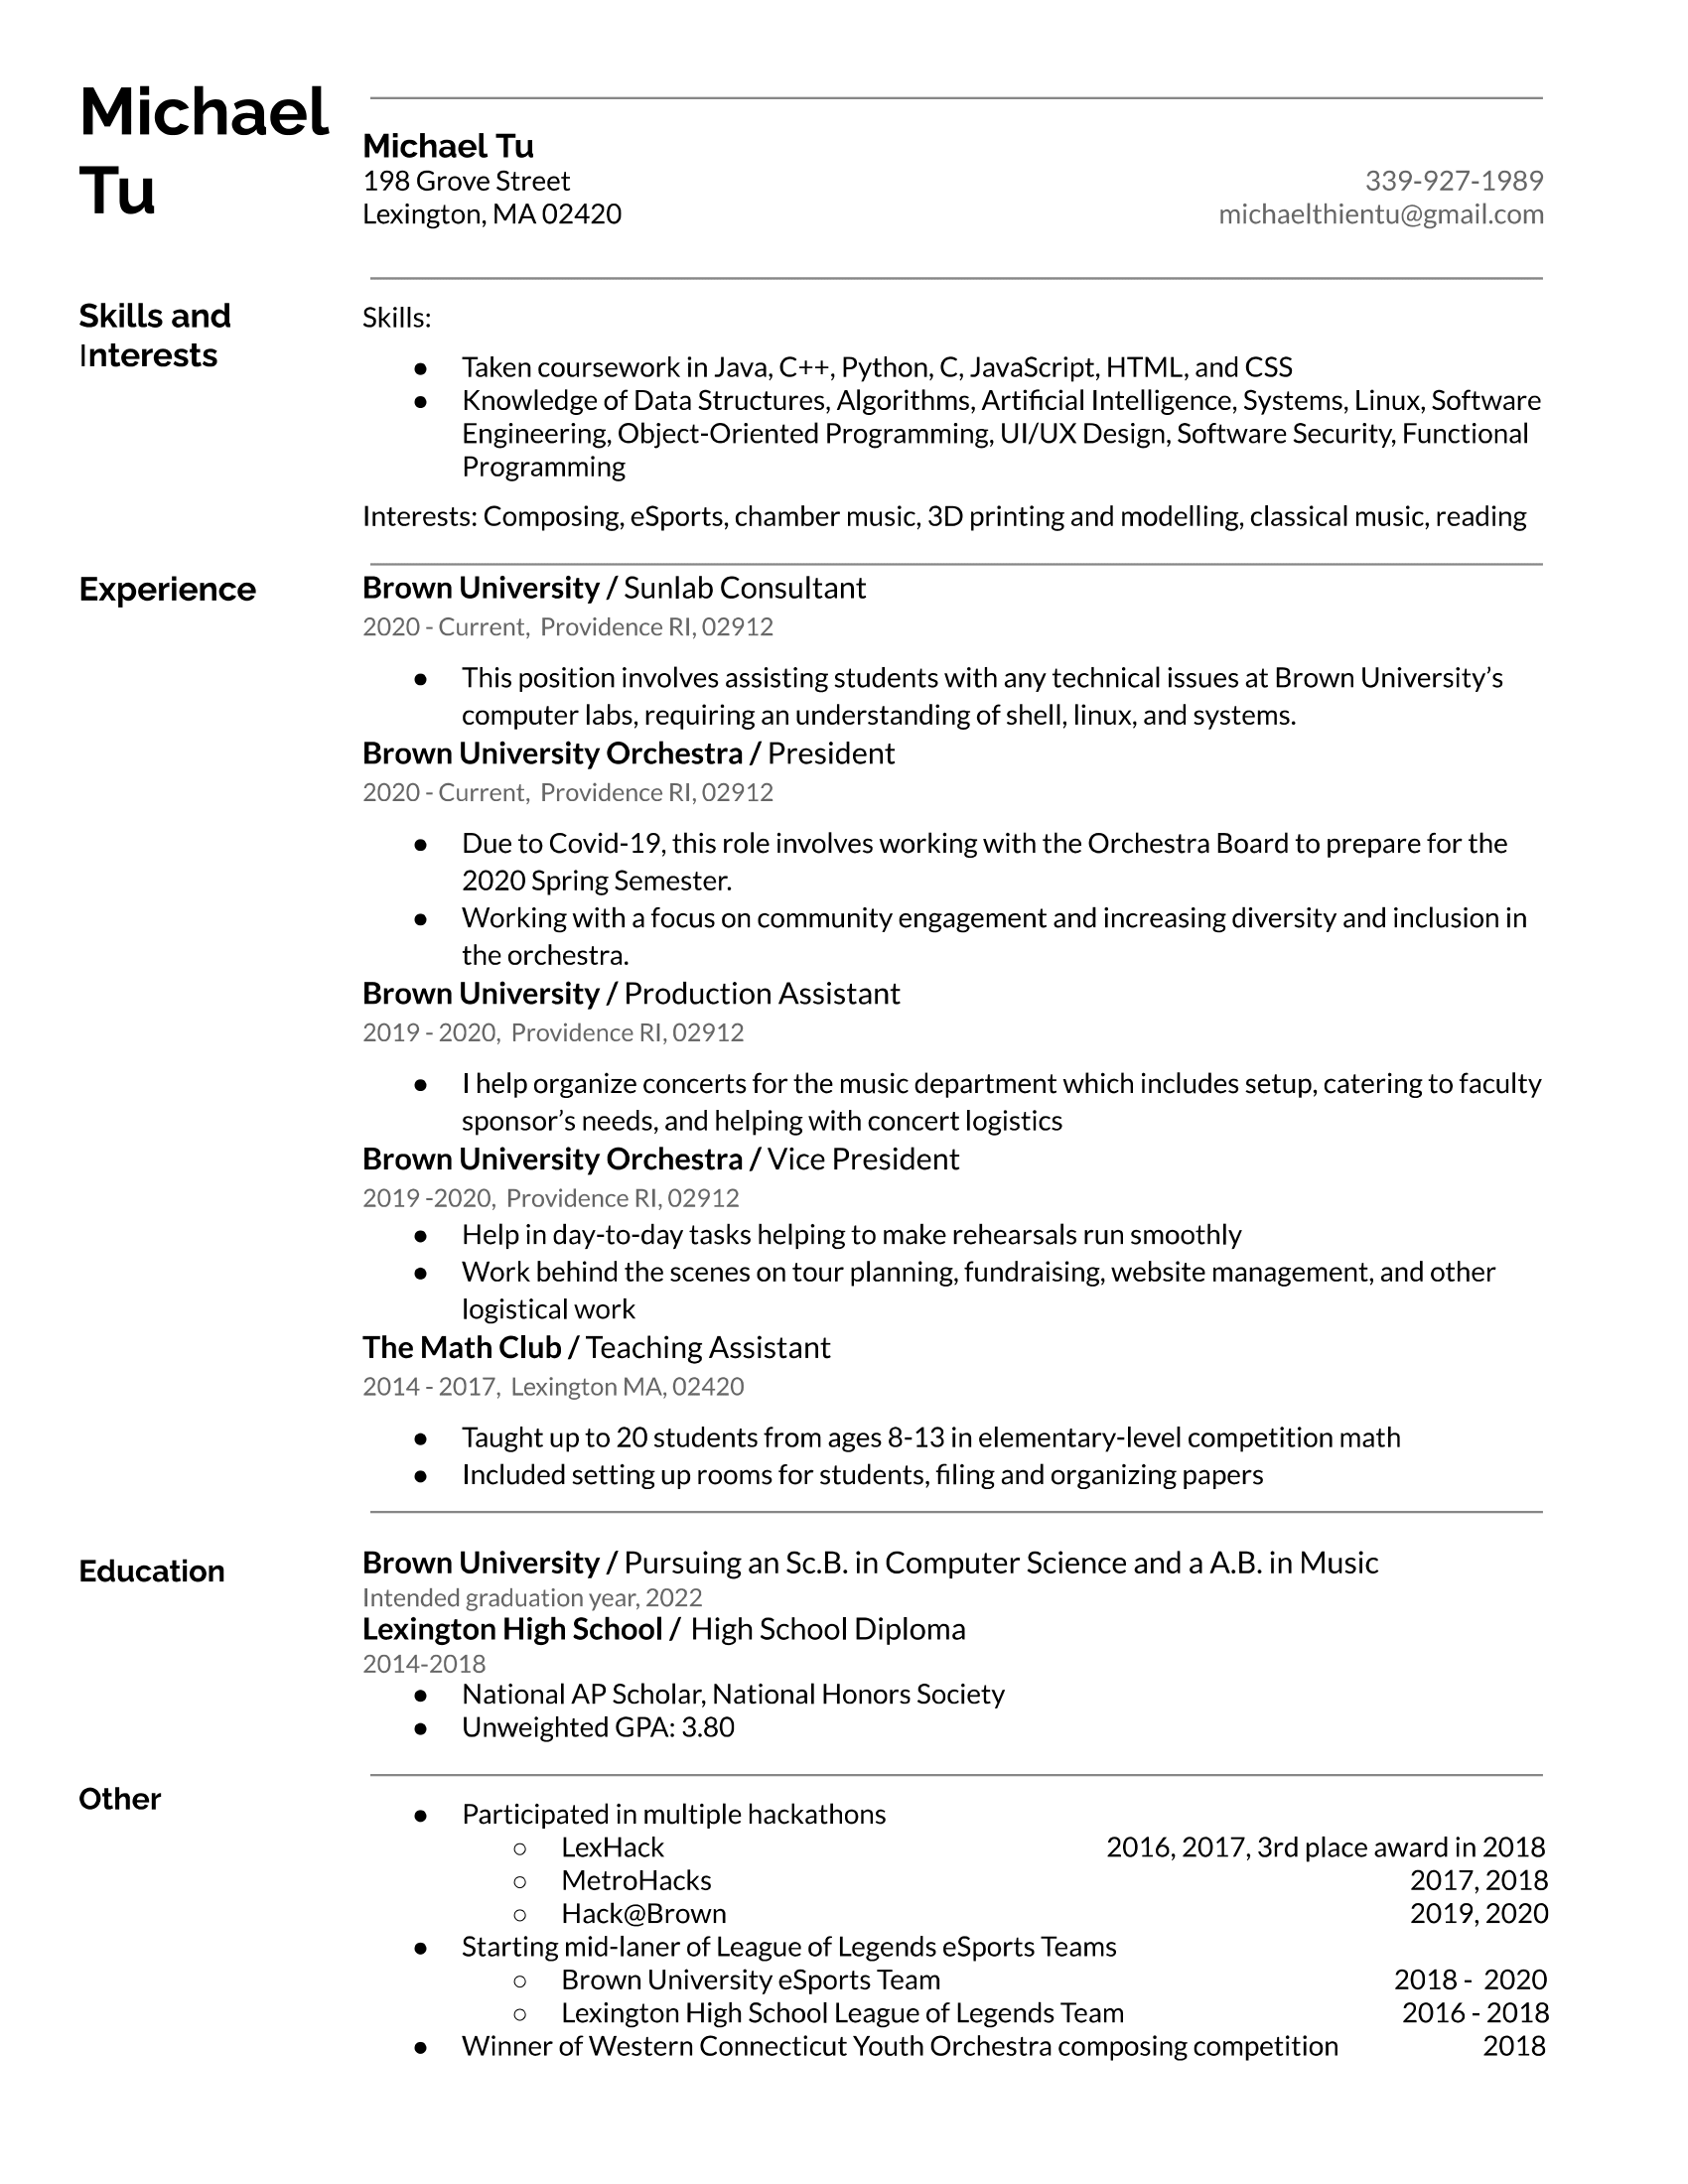 Michael
Tu
Michael Tu
198 Grove Street
339-927-1989
Lexington, MA 02420
michaelthientu@gmail.com
Skills and
Interests
Skills:
● Taken coursework in Java, C++, Python, C, JavaScript, HTML, and CSS
● Knowledge of Data Structures, Algorithms, Artificial Intelligence, Systems, Linux, Software
Engineering, Object-Oriented Programming, UI/UX Design, Software Security, Functional
Programming
Interests: Composing, eSports, chamber music, 3D printing and modelling, classical music, reading
Experience
Brown University / Sunlab Consultant
2020 - Current, Providence RI, 02912
● This position involves assisting students with any technical issues at Brown University’s
computer labs, requiring an understanding of shell, linux, and systems.
Brown University Orchestra / President
2020 - Current, Providence RI, 02912
● Due to Covid-19, this role involves working with the Orchestra Board to prepare for the
2020 Spring Semester.
● Working with a focus on community engagement and increasing diversity and inclusion in
the orchestra.
Brown University / Production Assistant
2019 - 2020, Providence RI, 02912
● I help organize concerts for the music department which includes setup, catering to faculty
sponsor’s needs, and helping with concert logistics
Brown University Orchestra / Vice President
2019 -2020, Providence RI, 02912
● Help in day-to-day tasks helping to make rehearsals run smoothly
● Work behind the scenes on tour planning, fundraising, website management, and other
logistical work
The Math Club / Teaching Assistant
2014 - 2017, Lexington MA, 02420
● Taught up to 20 students from ages 8-13 in elementary-level competition math
● Included setting up rooms for students, filing and organizing papers
Education
Brown University / Pursuing an Sc.B. in Computer Science and a A.B. in Music
Intended graduation year, 2022
Lexington High School / High School Diploma
2014-2018
● National AP Scholar, National Honors Society
● Unweighted GPA: 3.80
Other
● Participated in multiple hackathons
○ LexHack 2016, 2017, 3rd place award in 2018
○ MetroHacks 2017, 2018
○ Hack@Brown 2019, 2020
● Starting mid-laner of League of Legends eSports Teams
○ Brown University eSports Team 2018 - 2020
○ Lexington High School League of Legends Team 2016 - 2018
● Winner of Western Connecticut Youth Orchestra composing competition 2018